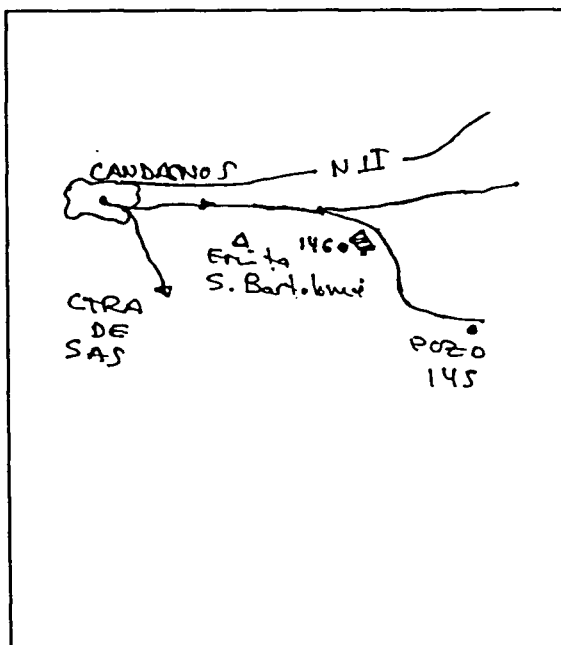 CANDASNOS
N II
Ermita 146
S. Bartolomé
CTRA
DE
SAS
POZO
145